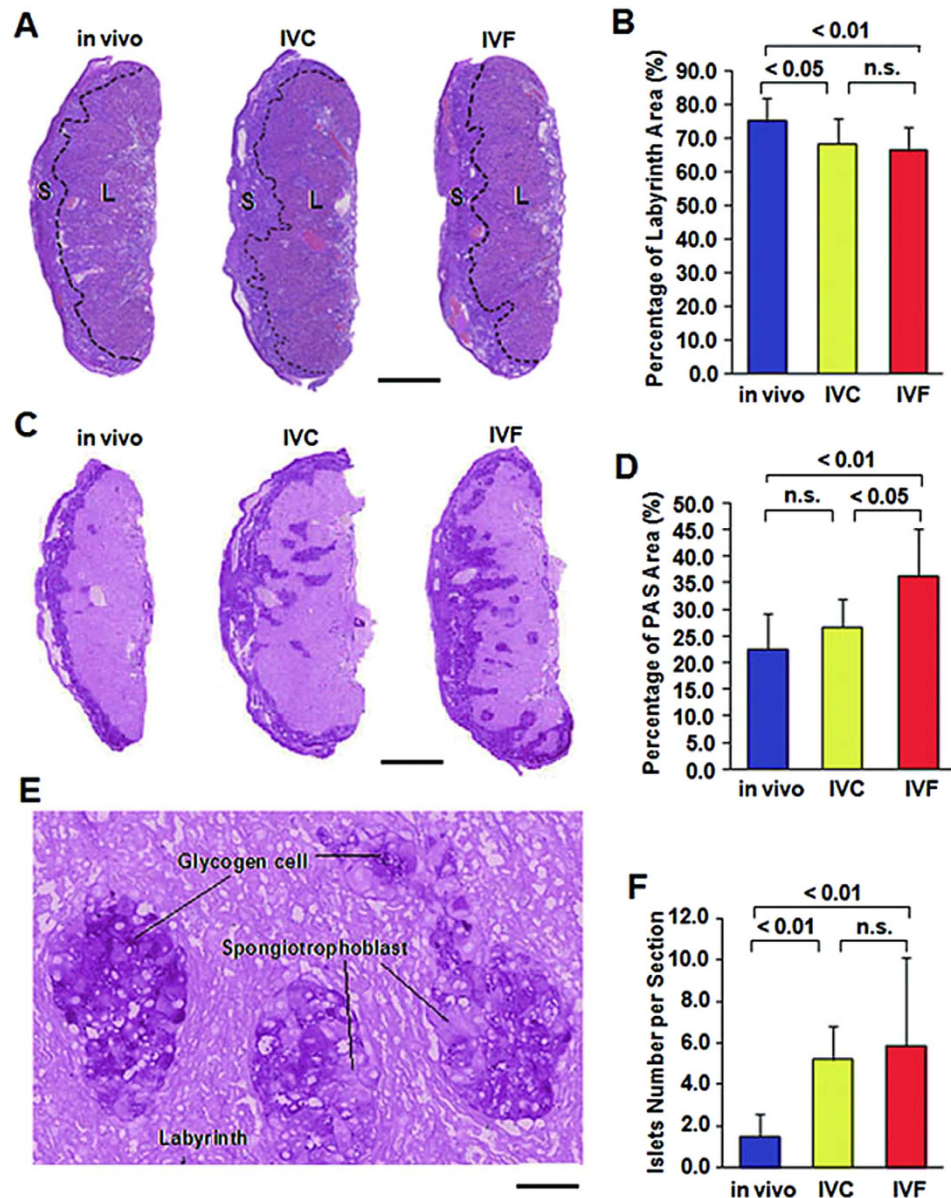 A
in vivo
IVC
IVF
S
L
S
L
S
L
B
< 0.01
< 0.05
n.s.
Percentage of Labyrinth Area (%)
90.0
80.0
70.0
60.0
50.0
40.0
30.0
20.0
10.0
0.0
in vivo
IVC
IVF
C
in vivo
IVC
IVF
D
< 0.01
n.s.
< 0.05
Percentage of PAS Area (%)
50.0
45.0
40.0
35.0
30.0
25.0
20.0
15.0
10.0
5.0
0.0
in vivo
IVC
IVF
E
Glycogen cell
Spongiotrophoblast
Labyrinth
F
< 0.01
< 0.01
n.s.
Islets Number per Section
12.0
10.0
8.0
6.0
4.0
2.0
0.0
in vivo
IVC
IVF